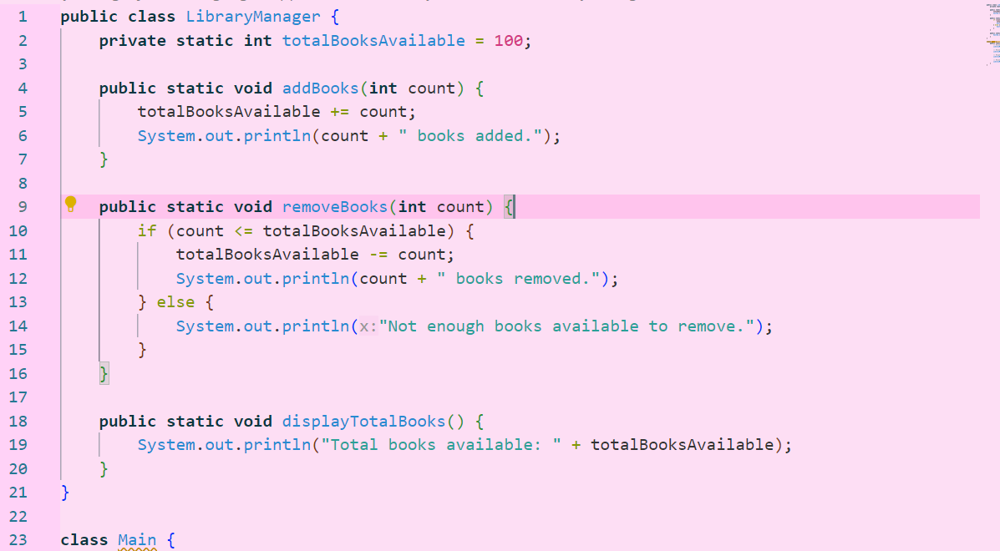 1 public class LibraryManager {
2     private static int totalBooksAvailable = 100;
3
4     public static void addBooks(int count) {
5         totalBooksAvailable += count;
6         System.out.println(count + " books added.");
7     }
8
9     public static void removeBooks(int count) {
10         if (count <= totalBooksAvailable) {
11             totalBooksAvailable -= count;
12             System.out.println(count + " books removed.");
13         } else {
14             System.out.println(x:"Not enough books available to remove.");
15         }
16     }
17
18     public static void displayTotalBooks() {
19         System.out.println("Total books available: " + totalBooksAvailable);
20     }
21 }
22
23 class Main {